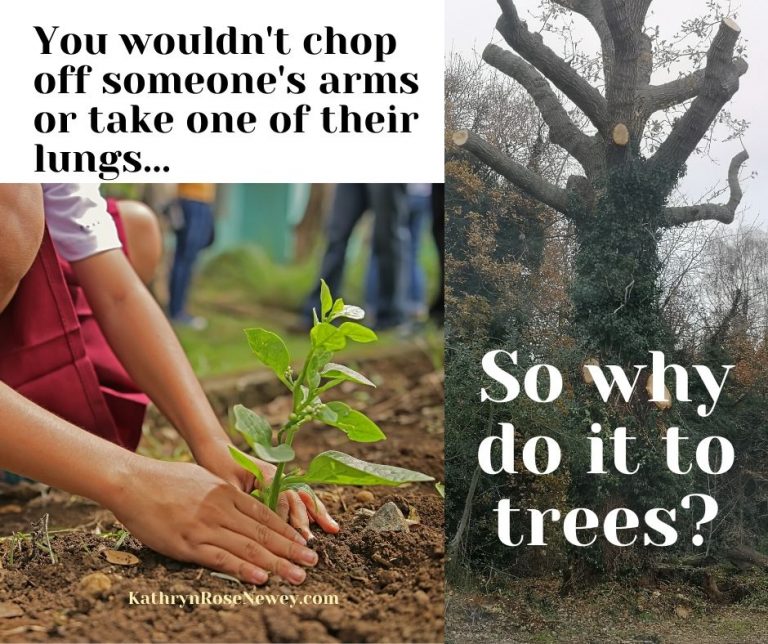 You wouldn't chop
off someone's arms
or take one of their
lungs...
So why
do it to
trees?
KathrynRoseNewey.com